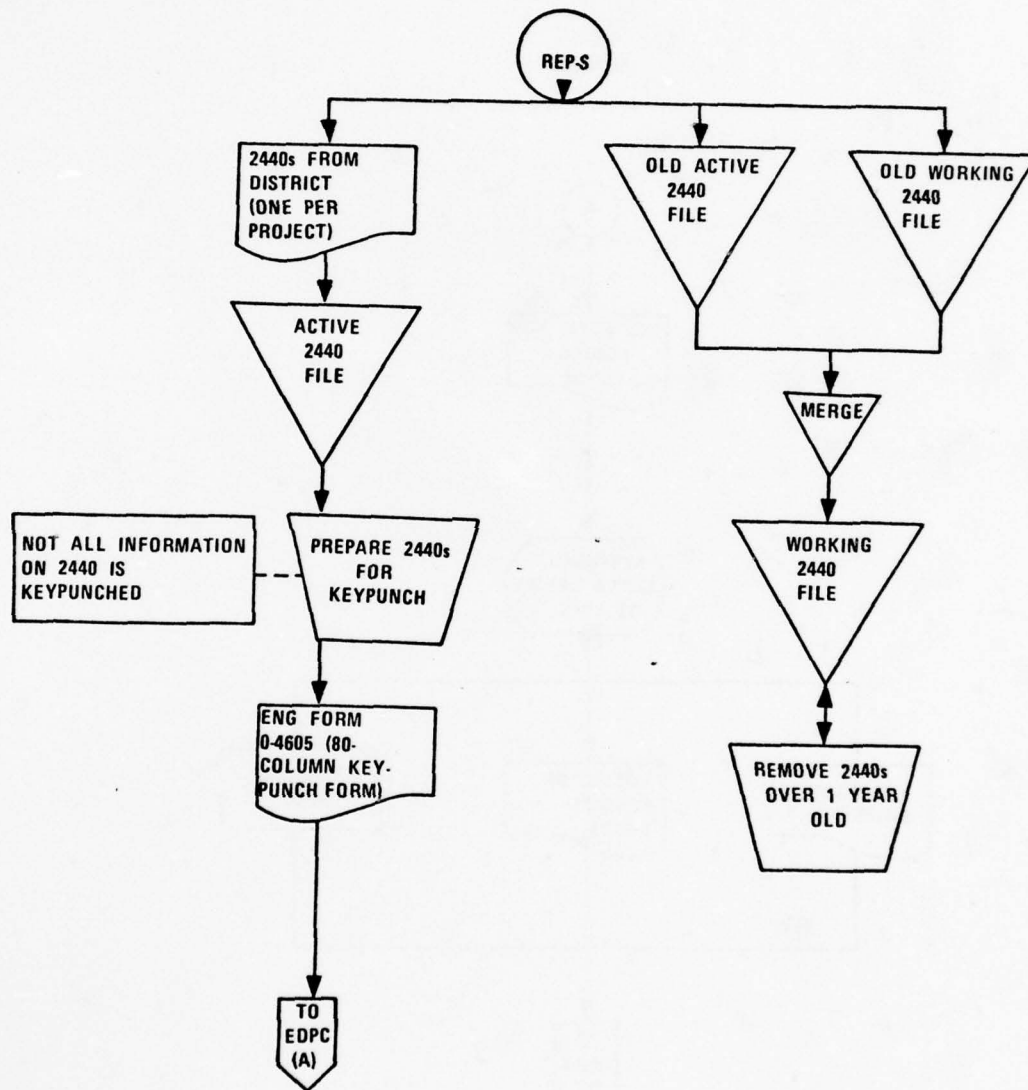 REP-S
2440s FROM
DISTRICT
(ONE PER
PROJECT)
OLD ACTIVE
2440
FILE
OLD WORKING
2440
FILE
ACTIVE
2440
FILE
MERGE
NOT ALL INFORMATION
ON 2440 IS
KEYPUNCHED
PREPARE 2440s
FOR
KEYPUNCH
WORKING
2440
FILE
ENG FORM
0-4605 (80-
COLUMN KEY-
PUNCH FORM)
REMOVE 2440s
OVER 1 YEAR
OLD
TO
EDPC
(A)